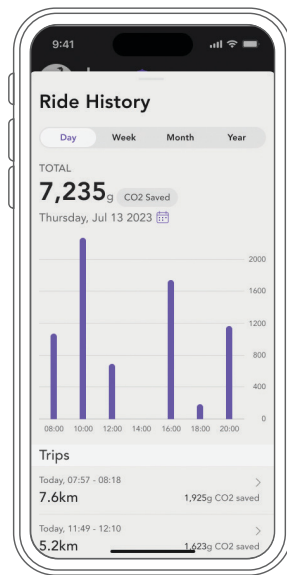 9:41
Ride History
Day Week Month Year
TOTAL
7,235g CO2 Saved
Thursday, Jul 13 2023
2000
1600
1200
800
400
0
08:00 10:00 12:00 14:00 16:00 18:00 20:00
Trips
Today, 07:57 - 08:18
7.6km 1,925g CO2 saved
Today, 11:49 - 12:10
5.2km 1,623g CO2 saved